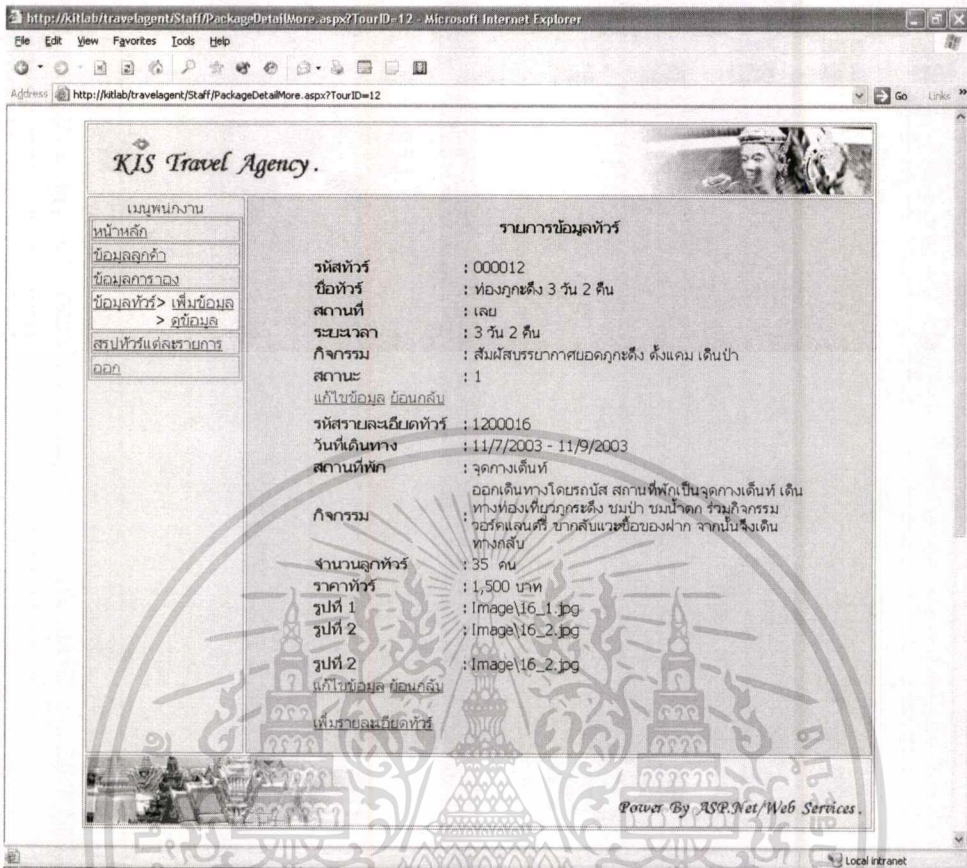 http://kitlab/travelagent/Staff/PackageDetailMore.aspx?TourID=12 - Microsoft Internet Explorer
File Edit View Favorites Tools Help
Address http://kitlab/travelagent/Staff/PackageDetailMore.aspx?TourID=12 Go Links »
KIS Travel Agency.
เมนูพนักงาน
หน้าหลัก
ข้อมูลลูกค้า
ข้อมูลการจอง
ข้อมูลทัวร์> เพิ่มข้อมูล
> ดูข้อมูล
สรุปทัวร์แต่ละรายการ
ออก
รายการข้อมูลทัวร์
รหัสทัวร์ : 000012
ชื่อทัวร์ : ท่องภูกะดึง 3 วัน 2 คืน
สถานที่ : เลย
ระยะเวลา : 3 วัน 2 คืน
กิจกรรม : สัมผัสบรรยากาศยอดภูกะดึง ตั้งแคม เดินป่า
สถานะ : 1
แก้ไขข้อมูล ย้อนกลับ
รหัสรายละเอียดทัวร์ : 1200016
วันที่เดินทาง : 11/7/2003 - 11/9/2003
สถานที่พัก : จุดกางเต็นท์
กิจกรรม : ออกเดินทางโดยรถบัส สถานที่พักเป็นจุดกางเต็นท์ เดิน
ทางท่องเที่ยวภูกระดึง ชมป่า ชมน้ำตก ร่วมกิจกรรม
วอร์คแลนตรี ขากลับแวะซื้อของฝาก จากนั้นจึงเดิน
ทางกลับ
จำนวนลูกทัวร์ : 35 คน
ราคาทัวร์ : 1,500 บาท
รูปที่ 1 : Image\16_1.jpg
รูปที่ 2 : Image\16_2.jpg
รูปที่ 2 : Image\16_2.jpg
แก้ไขข้อมูล ย้อนกลับ
เพิ่มรายละเอียดทัวร์
Power By ASP.Net/Web Services.
Local intranet